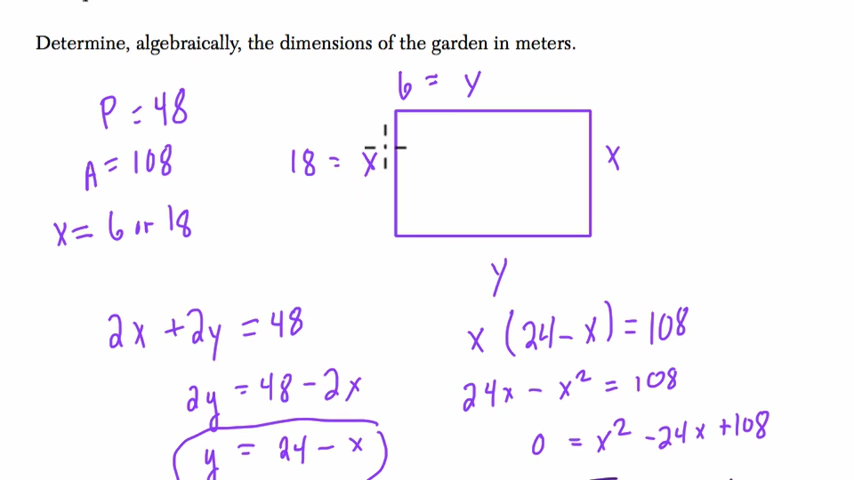 Determine, algebraically, the dimensions of the garden in meters.
6 = y
P = 48
A = 108
18 = x
x
x = 6 or 18
y
2x + 2y = 48
x (24 - x) = 108
2y = 48 - 2x
24x - x² = 108
y = 24 - x
0 = x² - 24x + 108